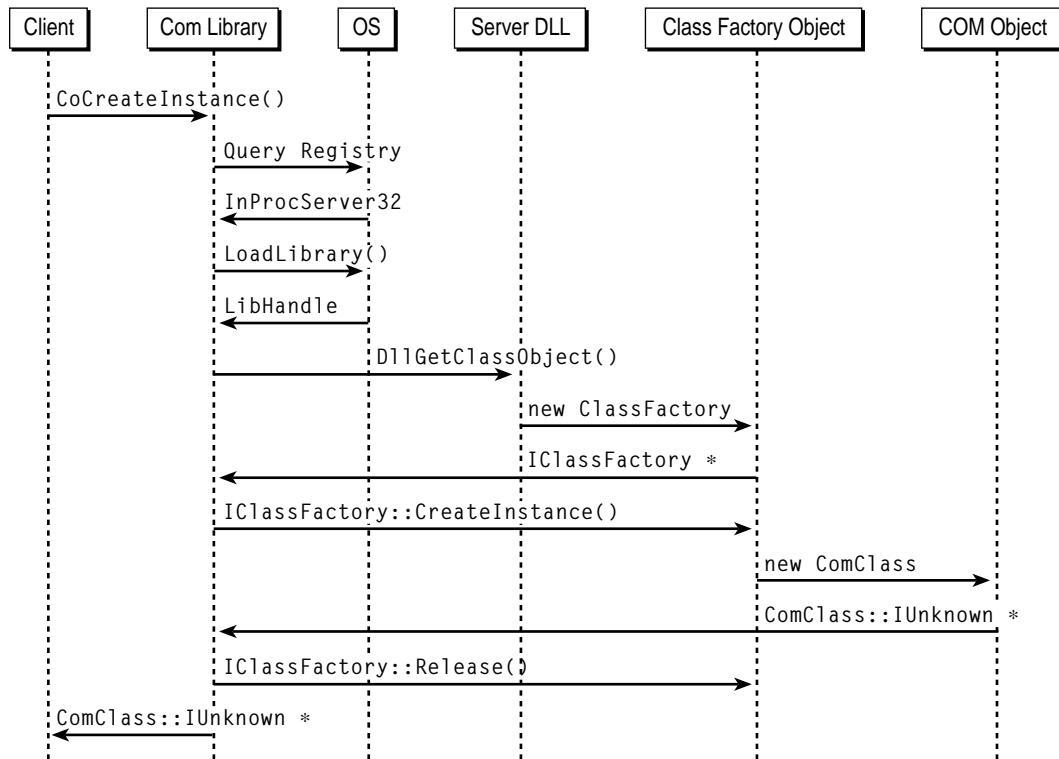 Client
Com Library
OS
Server DLL
Class Factory Object
COM Object
CoCreateInstance()
Query Registry
InProcServer32
LoadLibrary()
LibHandle
DllGetClassObject()
new ClassFactory
IClassFactory *
IClassFactory::CreateInstance()
new ComClass
ComClass::IUnknown *
IClassFactory::Release()
ComClass::IUnknown *